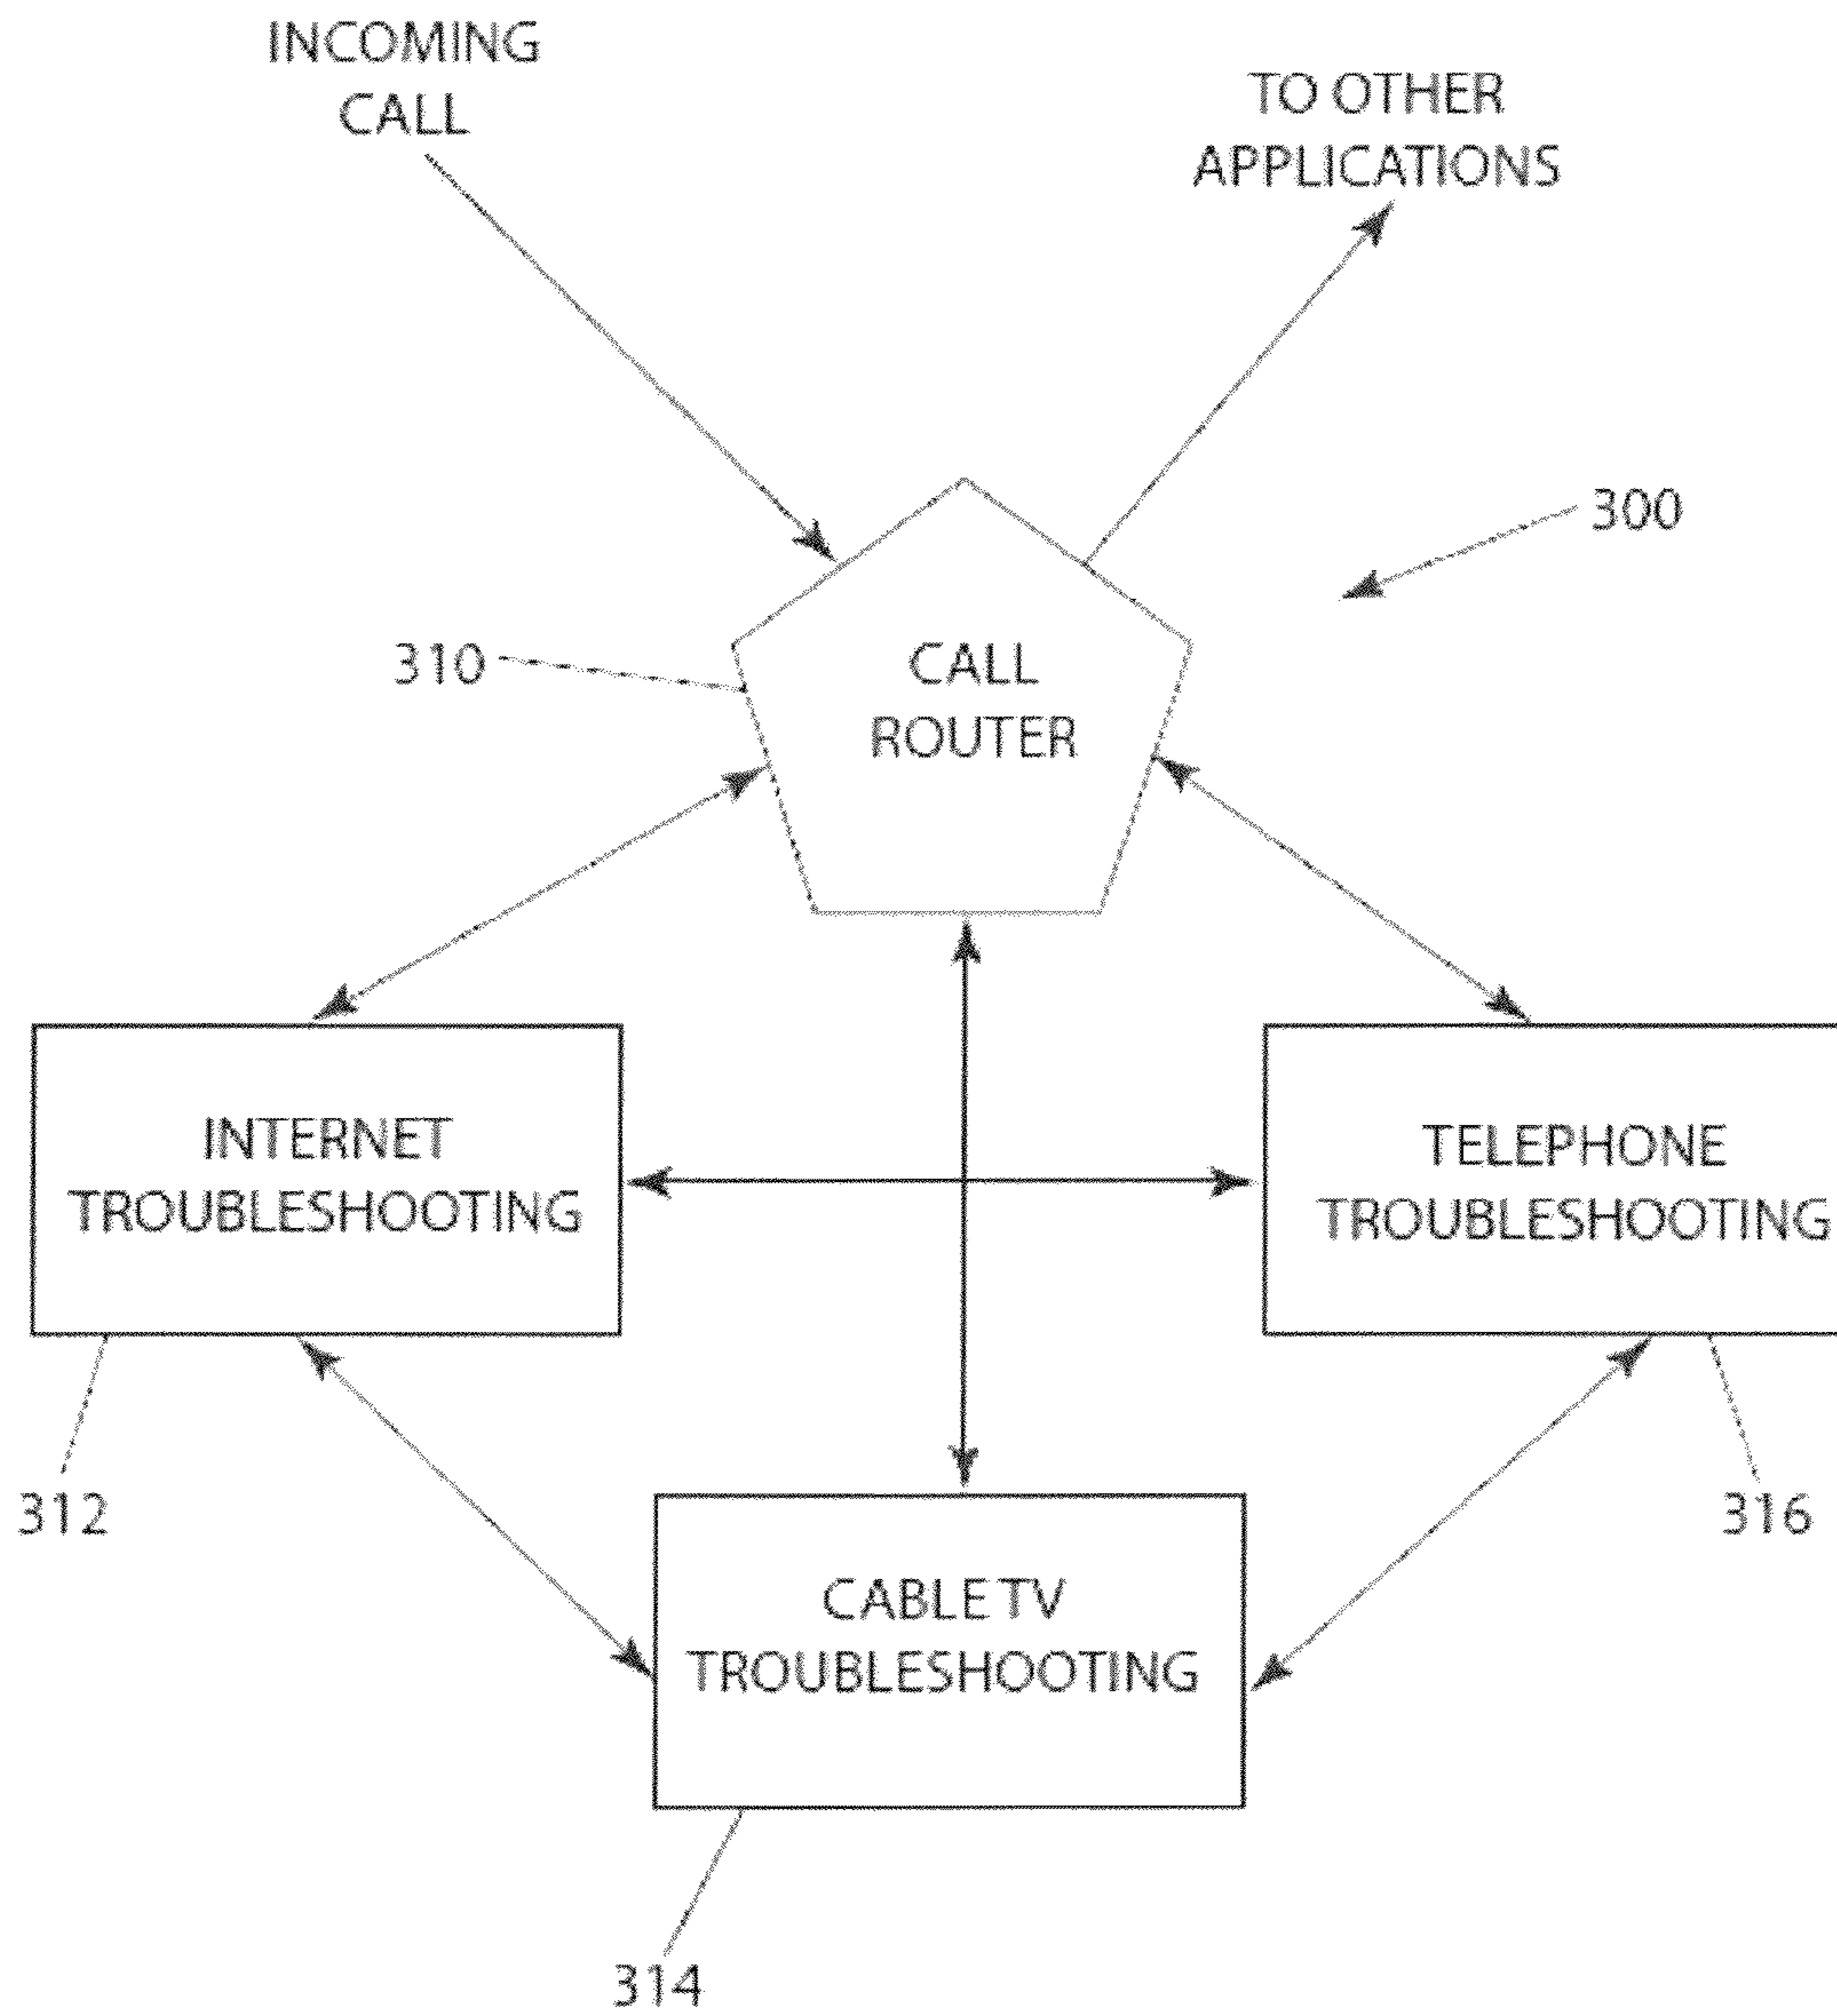 INCOMING
CALL
TO OTHER
APPLICATIONS
300
310
CALL
ROUTER
INTERNET
TROUBLESHOOTING
TELEPHONE
TROUBLESHOOTING
312
316
CABLE TV
TROUBLESHOOTING
314